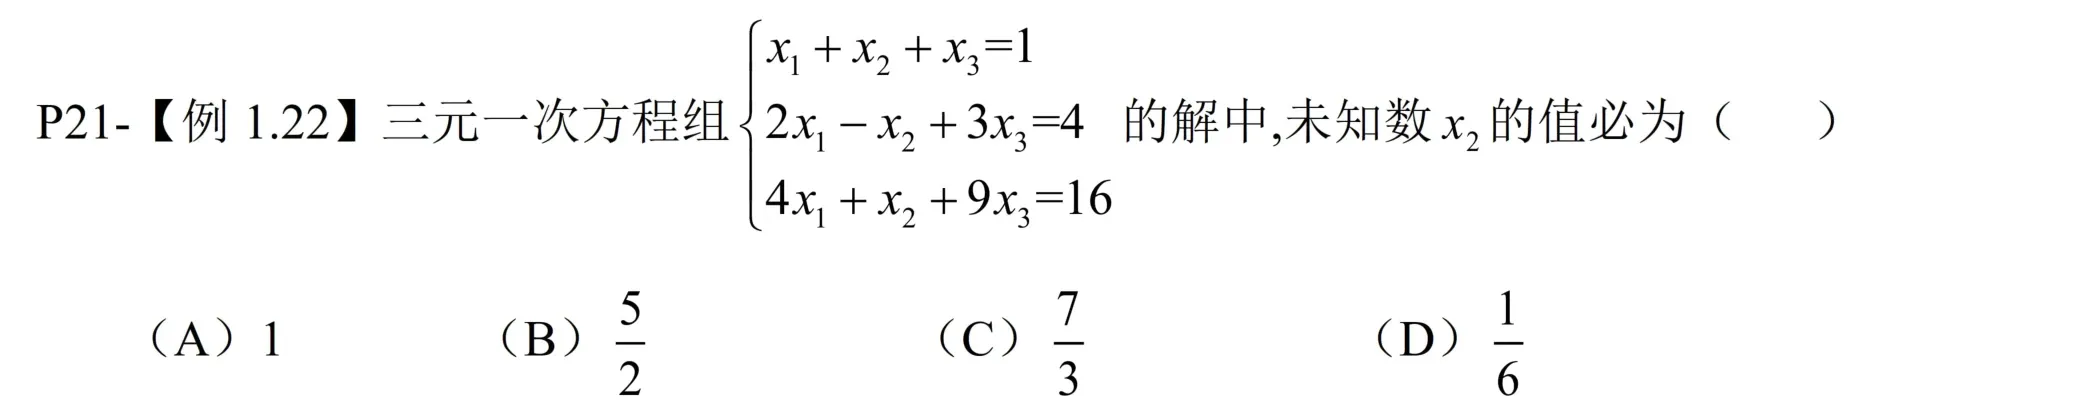 P21-【例 1.22】三元一次方程组 { x₁ + x₂ + x₃=1
2x₁ − x₂ + 3x₃=4
4x₁ + x₂ + 9x₃=16 的解中,未知数 x₂ 的值必为（　　）
（A）1　（B）5/2　（C）7/3　（D）1/6